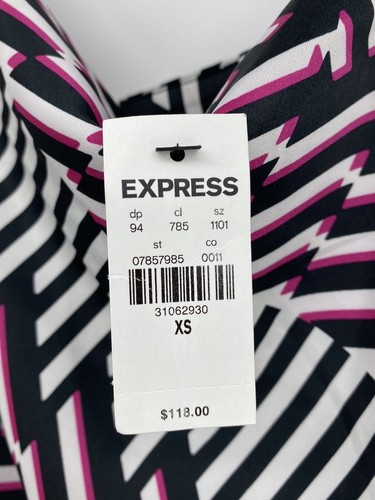 EXPRESS
dp cl sz
94 785 1101
st co
07857985 0011
31062930
XS
$118.00